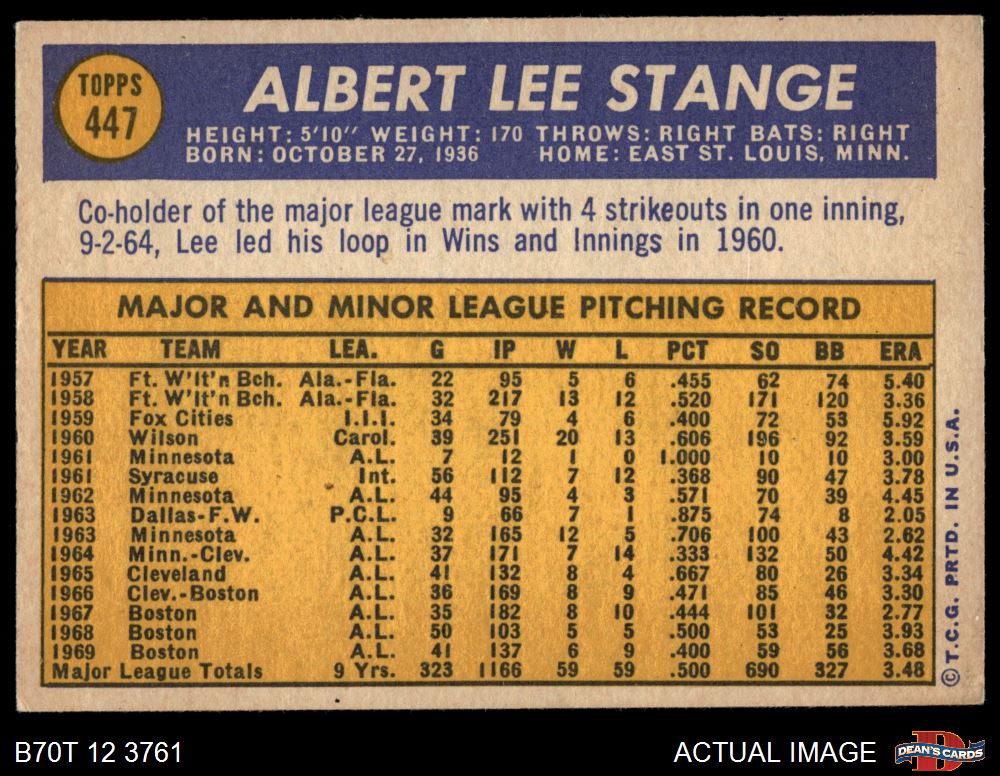 TOPPS
447
ALBERT LEE STANGE
HEIGHT: 5'10" WEIGHT: 170 THROWS: RIGHT BATS: RIGHT
BORN: OCTOBER 27, 1936 HOME: EAST ST. LOUIS, MINN.
Co-holder of the major league mark with 4 strikeouts in one inning,
9-2-64, Lee led his loop in Wins and Innings in 1960.
MAJOR AND MINOR LEAGUE PITCHING RECORD
YEAR TEAM LEA. G IP W L PCT SO BB ERA
1957 Ft. W'lt'n Bch. Ala.-Fla. 22 95 5 6 .455 62 74 5.40
1958 Ft. W'lt'n Bch. Ala.-Fla. 32 217 13 12 .520 171 120 3.36
1959 Fox Cities I.I.I. 34 79 4 6 .400 72 53 5.92
1960 Wilson Carol. 39 251 20 13 .606 196 92 3.59
1961 Minnesota A.L. 7 12 1 0 1.000 10 10 3.00
1961 Syracuse Int. 56 112 7 12 .368 90 47 3.78
1962 Minnesota A.L. 44 95 4 3 .571 70 39 4.45
1963 Dallas-F.W. P.C.L. 9 66 7 1 .875 74 8 2.05
1963 Minnesota A.L. 32 165 12 5 .706 100 43 2.62
1964 Minn.-Clev. A.L. 37 171 7 14 .333 132 50 4.42
1965 Cleveland A.L. 41 132 8 4 .667 80 26 3.34
1966 Clev.-Boston A.L. 36 169 8 9 .471 85 46 3.30
1967 Boston A.L. 35 182 8 10 .444 101 32 2.77
1968 Boston A.L. 50 103 5 5 .500 53 25 3.93
1969 Boston A.L. 41 137 6 9 .400 59 56 3.68
Major League Totals 9 Yrs. 323 1166 59 59 .500 690 327 3.48
© T.C.G. PRTD. IN U.S.A.
B70T 12 3761
ACTUAL IMAGE
D
DEAN'S CARDS